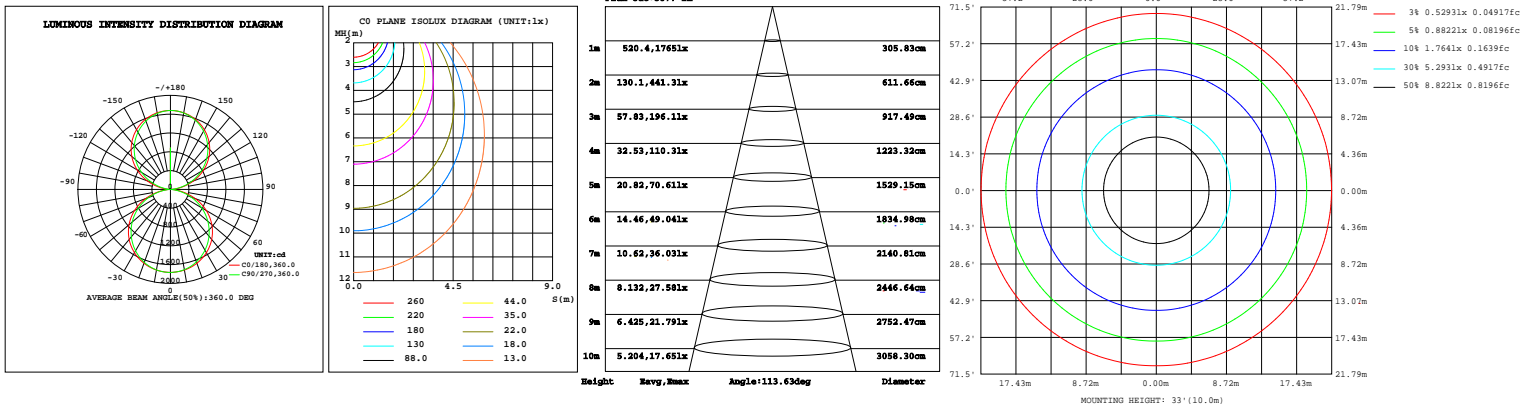 LUMINOUS INTENSITY DISTRIBUTION DIAGRAM
-/+180
-150
150
-120
120
-90
90
-60
60
-30
30
0
0
400
800
1200
1600
2000
UNIT:cd
C0/180,360.0
C90/270,360.0
AVERAGE BEAM ANGLE(50%):360.0 DEG
C0 PLANE ISOLUX DIAGRAM (UNIT:lx)
MH(m)
2
3
4
5
6
7
8
9
10
11
12
0.0
4.5
9.0
S(m)
260
44.0
220
35.0
180
22.0
130
18.0
88.0
13.0
1m 520.4,1765lx 305.83cm
2m 130.1,441.3lx 611.66cm
3m 57.83,196.1lx 917.49cm
4m 32.53,110.3lx 1223.32cm
5m 20.82,70.61lx 1529.15cm
6m 14.46,49.04lx 1834.98cm
7m 10.62,36.03lx 2140.81cm
8m 8.132,27.58lx 2446.64cm
9m 6.425,21.79lx 2752.47cm
10m 5.204,17.65lx 3058.30cm
Height Eavg,Emax Angle:113.63deg Diameter
71.5' 21.79m
57.2' 17.43m
42.9' 13.07m
28.6' 8.72m
14.3' 4.36m
0.0' 0.00m
14.3' 4.36m
28.6' 8.72m
42.9' 13.07m
57.2' 17.43m
71.5' 21.79m
17.43m 8.72m 0.00m 8.72m 17.43m
MOUNTING HEIGHT: 33'(10.0m)
3% 0.5293lx 0.04917fc
5% 0.8822lx 0.08196fc
10% 1.764lx 0.1639fc
30% 5.293lx 0.4917fc
50% 8.822lx 0.8196fc